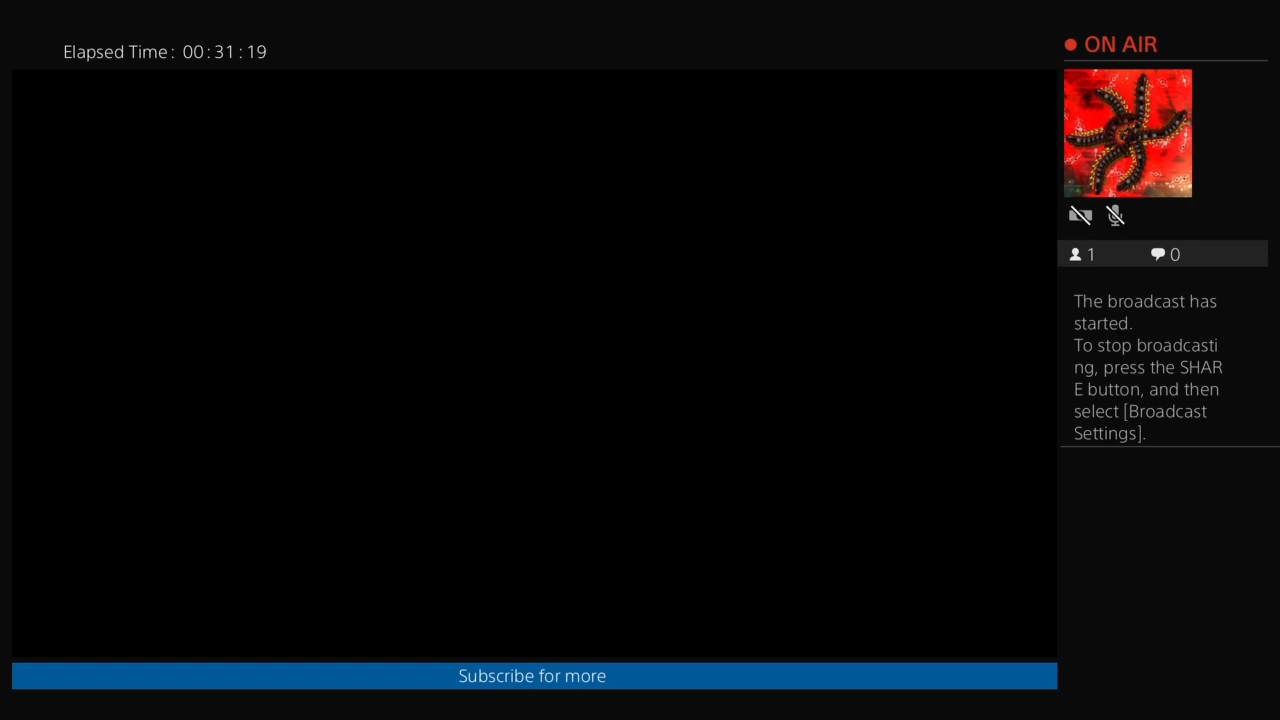 Elapsed Time: 00:31:19
ON AIR
1 0
The broadcast has
started.
To stop broadcasti
ng, press the SHAR
E button, and then
select [Broadcast
Settings].
Subscribe for more